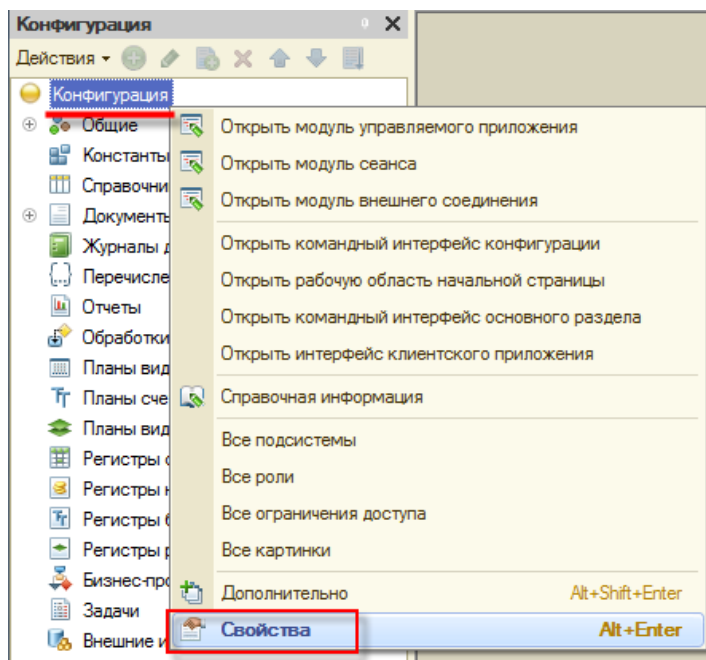 Конфигурация
Действия
Конфигурация
Общие
Открыть модуль управляемого приложения
Константы
Открыть модуль сеанса
Справочни
Открыть модуль внешнего соединения
Документы
Журналы д
Открыть командный интерфейс конфигурации
Перечисле
Открыть рабочую область начальной страницы
Отчеты
Открыть командный интерфейс основного раздела
Обработки
Открыть интерфейс клиентского приложения
Планы вид
Планы сче
Справочная информация
Планы вид
Все подсистемы
Регистры с
Все роли
Регистры н
Все ограничения доступа
Регистры б
Все картинки
Регистры р
Бизнес-про
Дополнительно Alt+Shift+Enter
Задачи
Свойства Alt+Enter
Внешние и